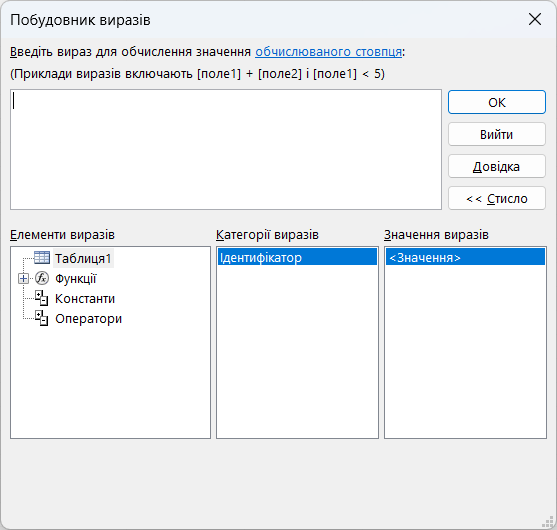 Побудовник виразів
Введіть вираз для обчислення значення обчислюваного стовпця:
(Приклади виразів включають [поле1] + [поле2] і [поле1] < 5)
ОК
Вийти
Довідка
<< Стисло
Елементи виразів
Категорії виразів
Значення виразів
Таблиця1
Функції
Константи
Оператори
Ідентифікатор
<Значення>